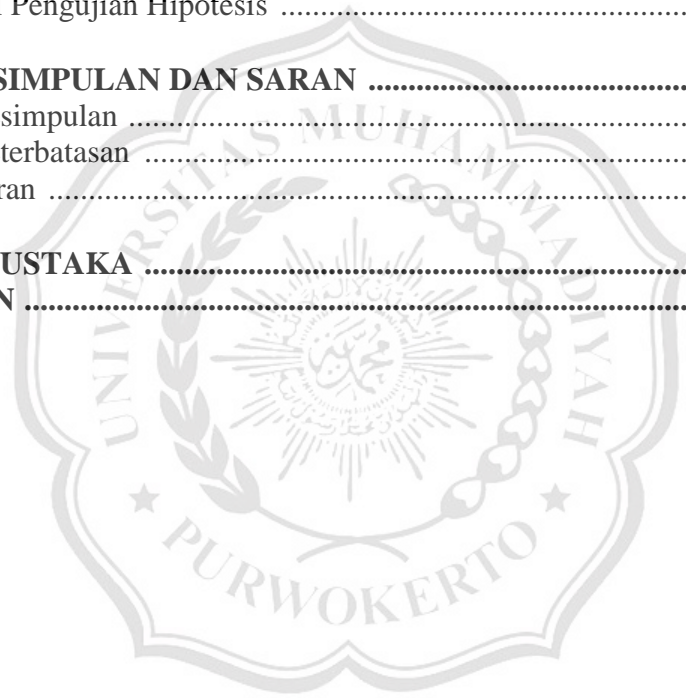 Pengujian Hipotesis ........................................................
SIMPULAN DAN SARAN ........................................
simpulan ........................................................................
terbatasan ......................................................................
ran .................................................................................
USTAKA .....................................................................
N ....................................................................................
UNIVERSITAS MUHAMMADIYAH
PURWOKERTO